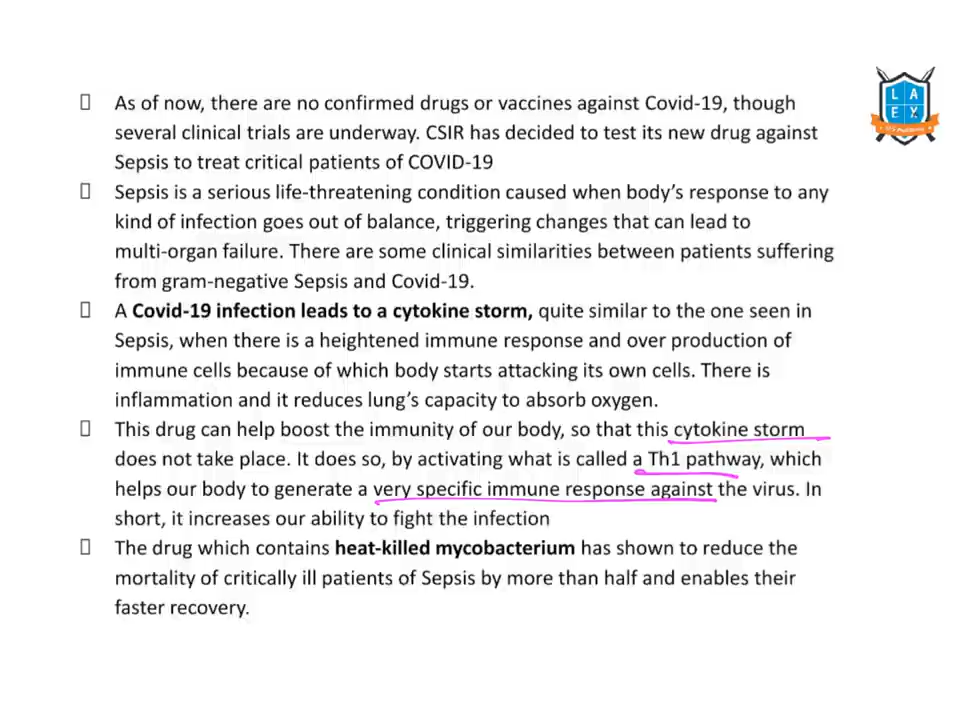 As of now, there are no confirmed drugs or vaccines against Covid-19, though
several clinical trials are underway. CSIR has decided to test its new drug against
Sepsis to treat critical patients of COVID-19
Sepsis is a serious life-threatening condition caused when body's response to any
kind of infection goes out of balance, triggering changes that can lead to
multi-organ failure. There are some clinical similarities between patients suffering
from gram-negative Sepsis and Covid-19.
A Covid-19 infection leads to a cytokine storm, quite similar to the one seen in
Sepsis, when there is a heightened immune response and over production of
immune cells because of which body starts attacking its own cells. There is
inflammation and it reduces lung's capacity to absorb oxygen.
This drug can help boost the immunity of our body, so that this cytokine storm
does not take place. It does so, by activating what is called a Th1 pathway, which
helps our body to generate a very specific immune response against the virus. In
short, it increases our ability to fight the infection
The drug which contains heat-killed mycobacterium has shown to reduce the
mortality of critically ill patients of Sepsis by more than half and enables their
faster recovery.
L A
E X